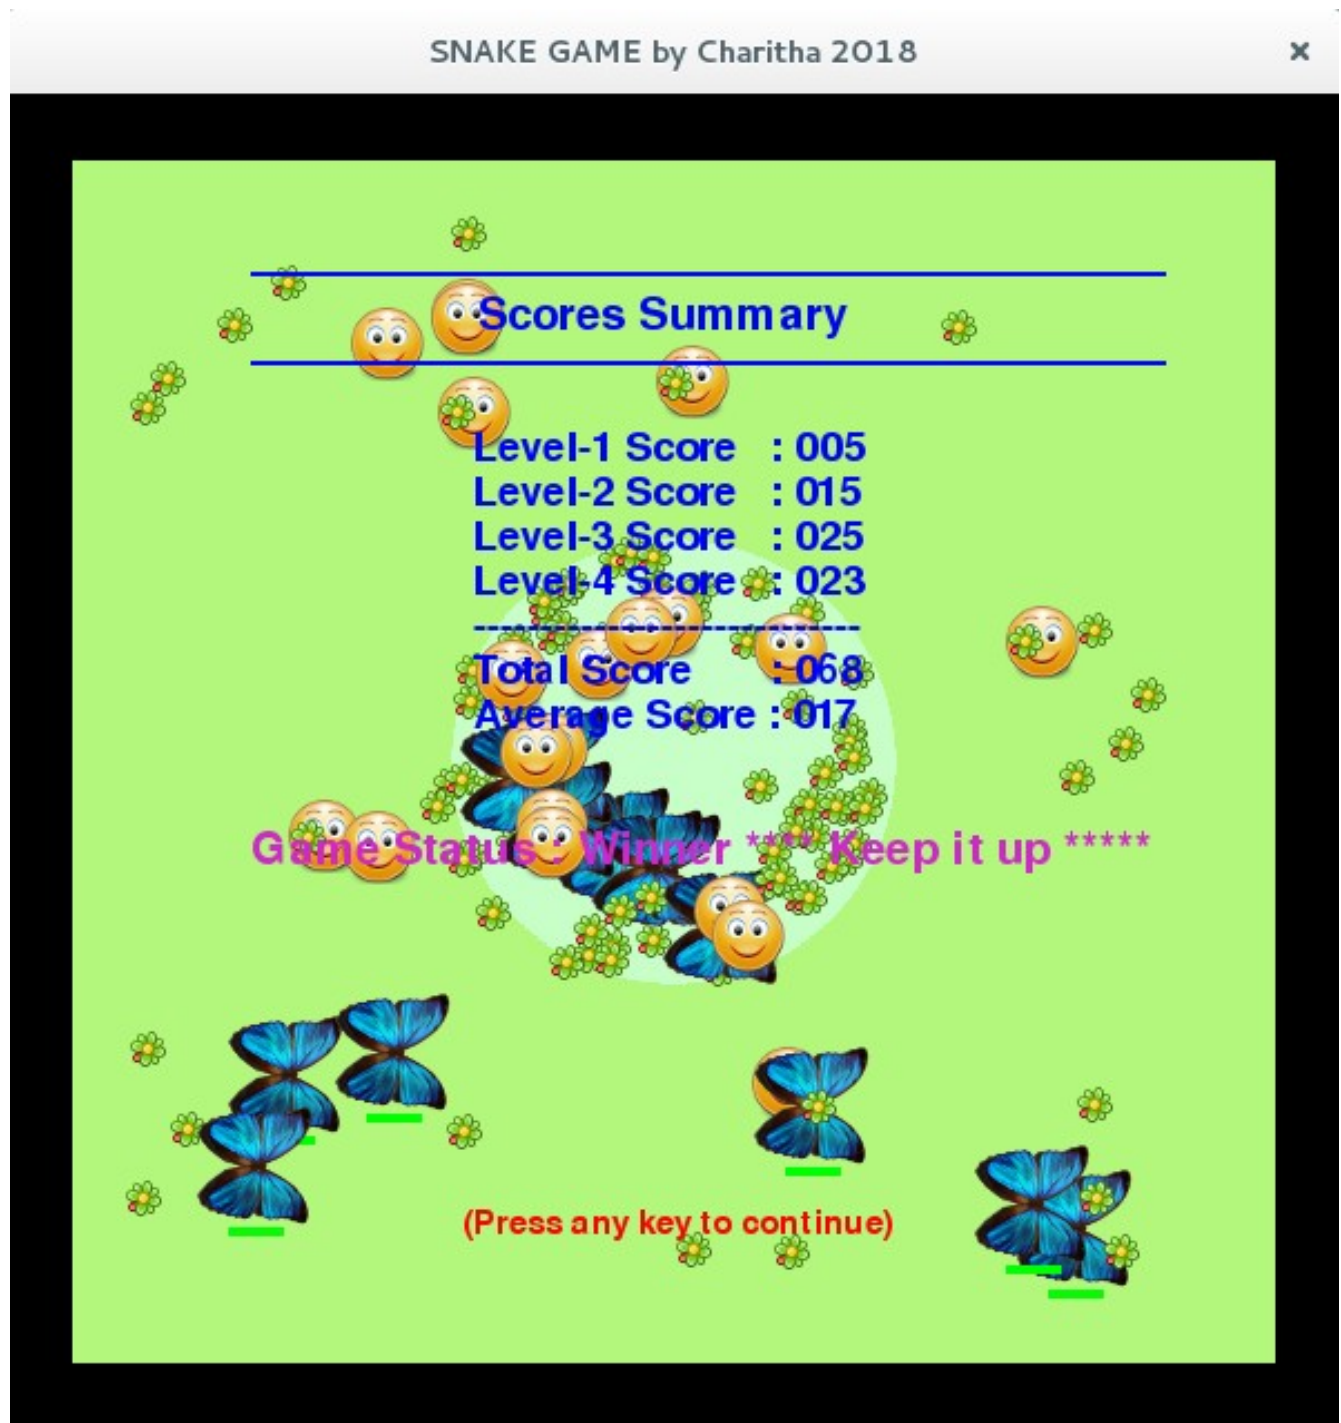 SNAKE GAME by Charitha 2018
Scores Summary
Level-1 Score : 005
Level-2 Score : 015
Level-3 Score : 025
Level-4 Score : 023
------------------------------
Total Score : 068
Average Score : 017
Game Status : Winner **** Keep it up *****
(Press any key to continue)